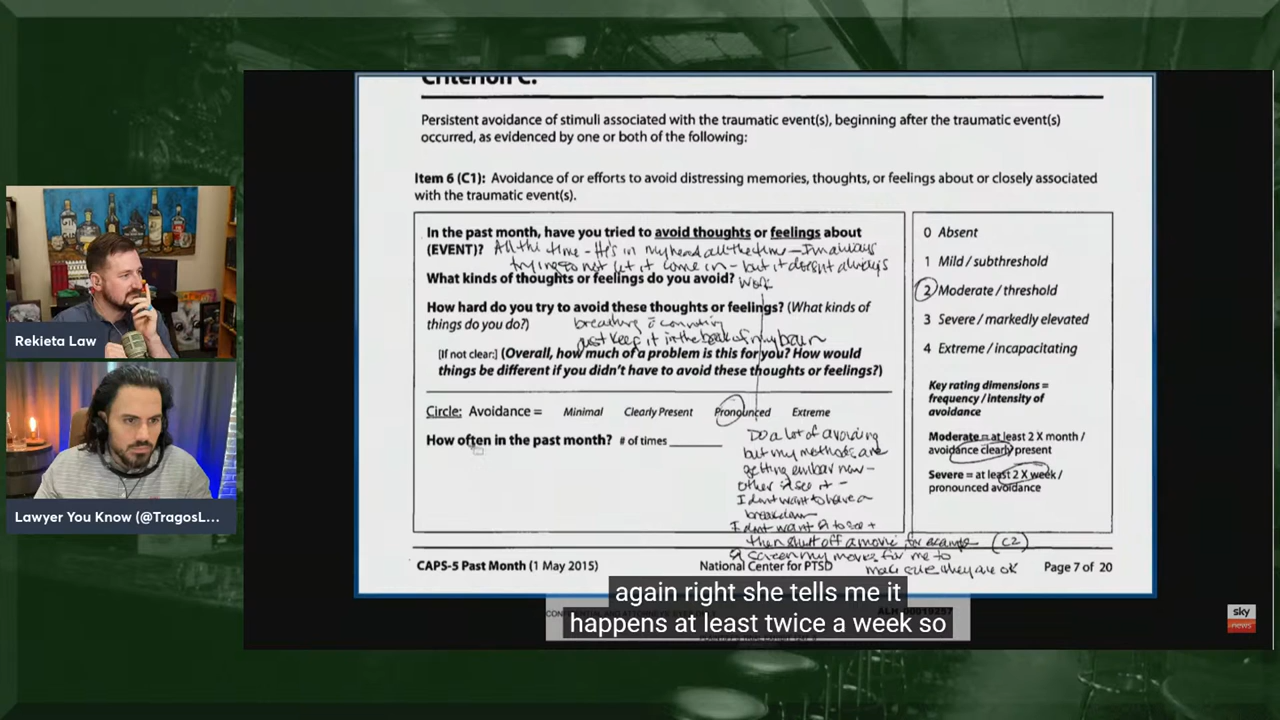 Criterion C:
Persistent avoidance of stimuli associated with the traumatic event(s), beginning after the traumatic event(s)
occurred, as evidenced by one or both of the following:
Item 6 (C1): Avoidance of or efforts to avoid distressing memories, thoughts, or feelings about or closely associated
with the traumatic event(s).
In the past month, have you tried to avoid thoughts or feelings about
(EVENT)? All the time - He's in my head all the time - I'm always
trying to not let it come in - but it doesn't always
What kinds of thoughts or feelings do you avoid? work
How hard do you try to avoid these thoughts or feelings? (What kinds of
things do you do?) breathing
just keep it in the back of my brain
[If not clear:] (Overall, how much of a problem is this for you? How would
things be different if you didn't have to avoid these thoughts or feelings?)
Circle: Avoidance = Minimal Clearly Present Pronounced Extreme
How often in the past month? # of times
Do a lot of avoiding
but my methods are
getting now -
other see it -
I dont want to have a
breakdown
I dont want to see +
then shut off a movie for example (C2)
screen my movies for me to
make sure they are ok
0 Absent
1 Mild / subthreshold
2 Moderate / threshold
3 Severe / markedly elevated
4 Extreme / incapacitating
Key rating dimensions =
frequency / intensity of
avoidance
Moderate = at least 2 X month /
avoidance clearly present
Severe = at least 2 X week /
pronounced avoidance
CAPS-5 Past Month (1 May 2015) National Center for PTSD Page 7 of 20
again right she tells me it
happens at least twice a week so
Rekieta Law
Lawyer You Know (@TragosL...
sky
news